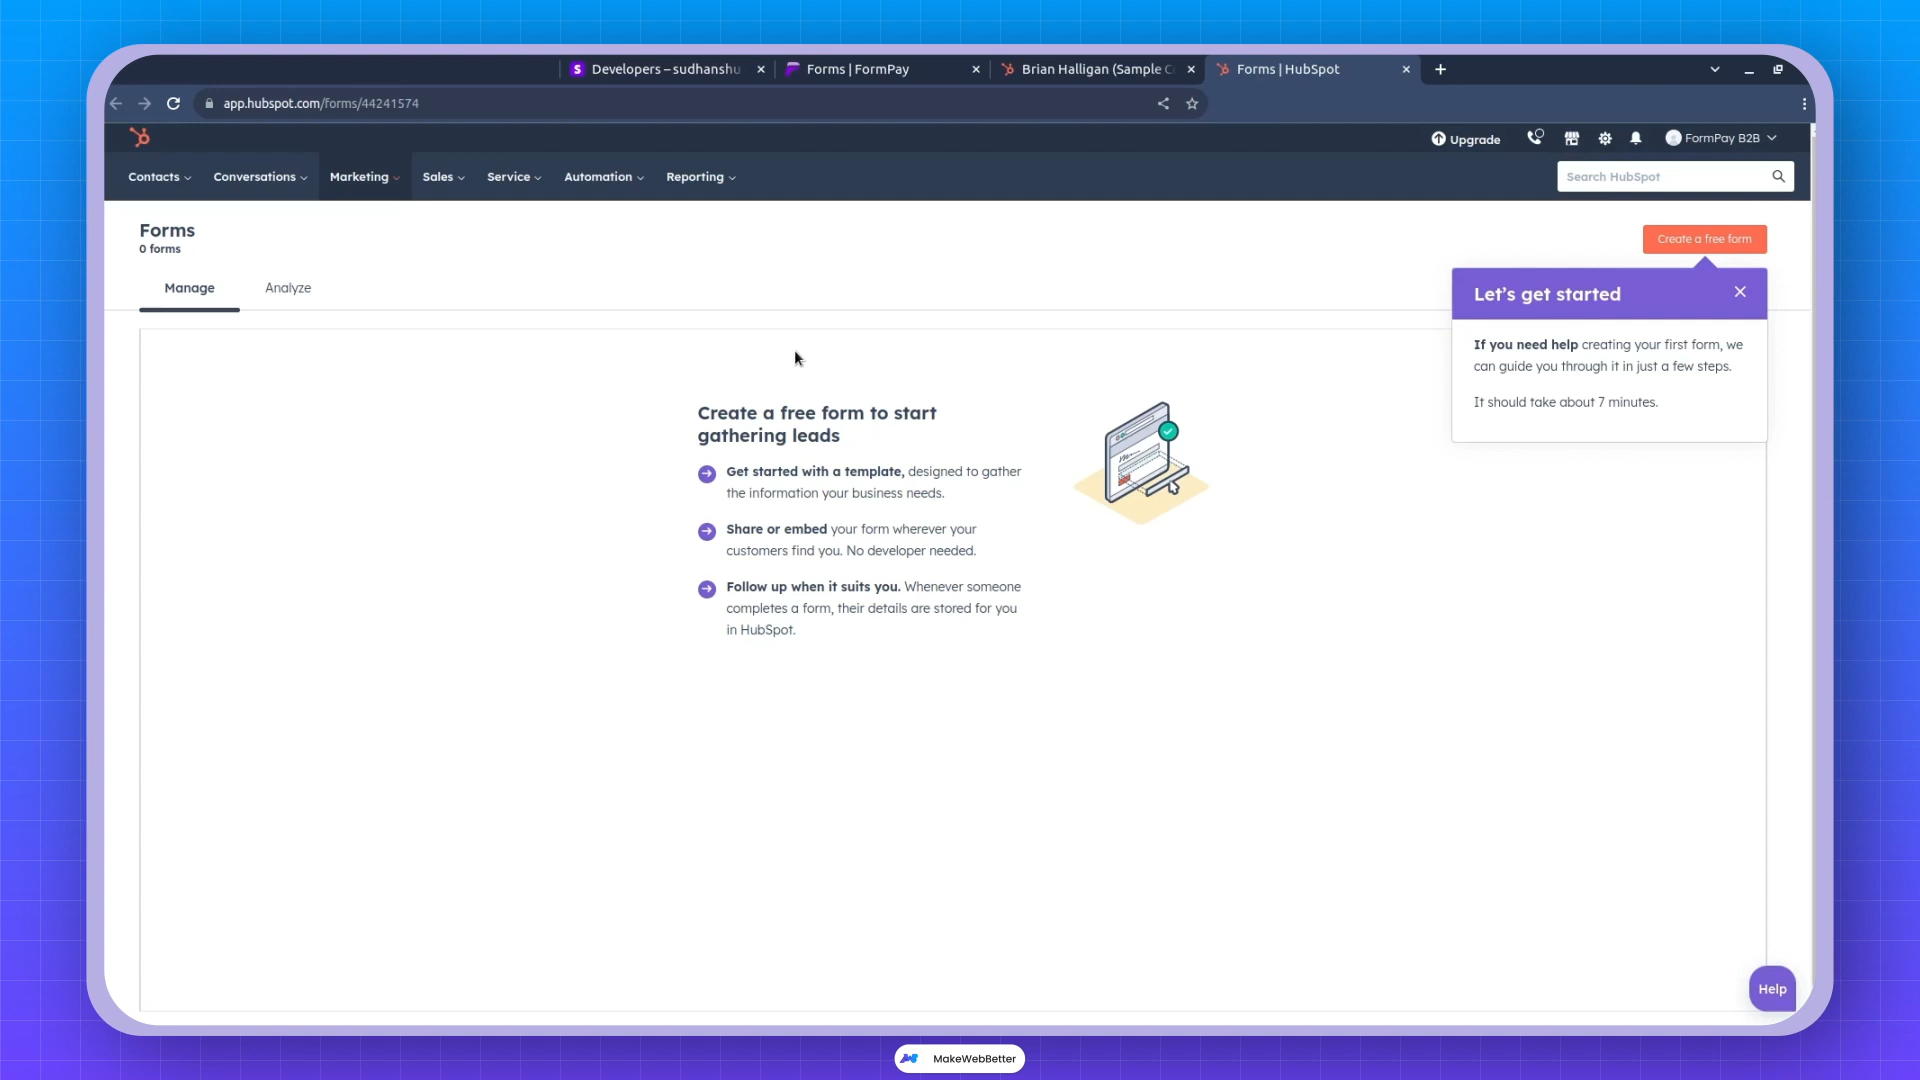 Developers – sudhanshu
Forms | FormPay
Brian Halligan (Sample C
Forms | HubSpot
app.hubspot.com/forms/44241574
Upgrade
FormPay B2B
Contacts
Conversations
Marketing
Sales
Service
Automation
Reporting
Search HubSpot
Forms
0 forms
Create a free form
Manage
Analyze
Let's get started
If you need help creating your first form, we
can guide you through it in just a few steps.
It should take about 7 minutes.
Create a free form to start
gathering leads
Get started with a template, designed to gather
the information your business needs.
Share or embed your form wherever your
customers find you. No developer needed.
Follow up when it suits you. Whenever someone
completes a form, their details are stored for you
in HubSpot.
Help
MakeWebBetter